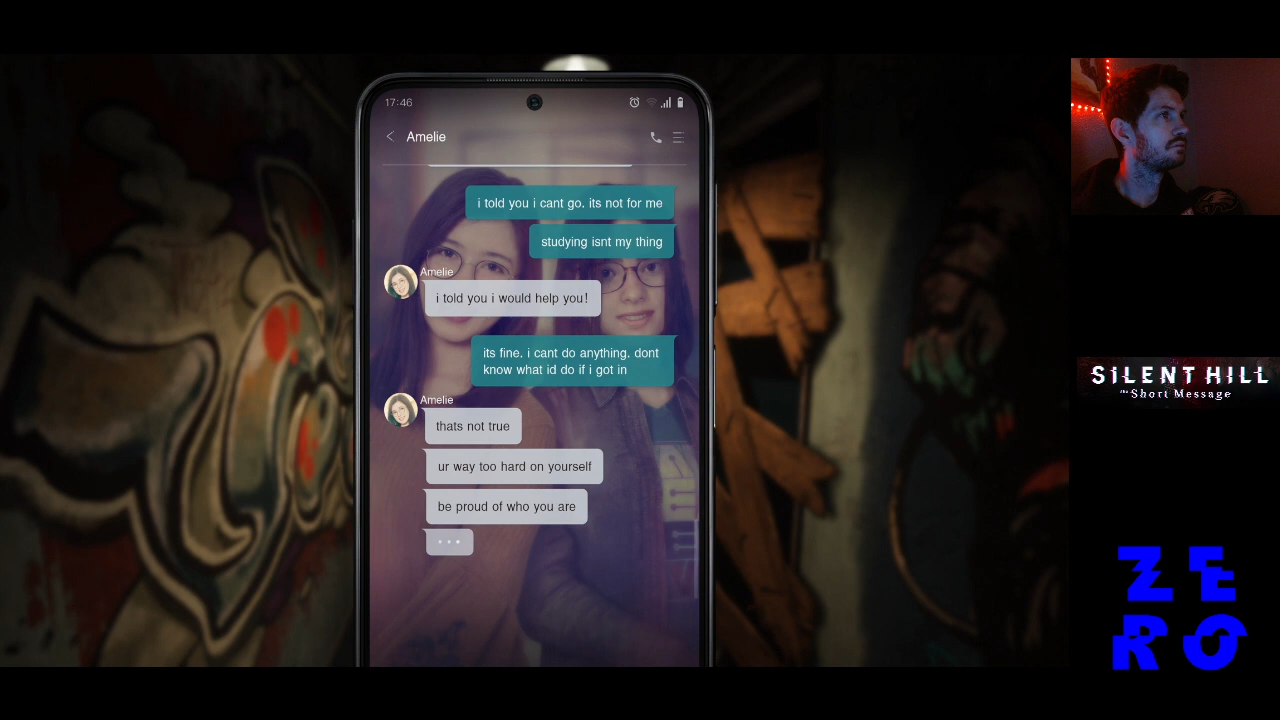 17:46
Amelie
i told you i cant go. its not for me
studying isnt my thing
Amelie
i told you i would help you!
its fine. i cant do anything. dont
know what id do if i got in
Amelie
thats not true
ur way too hard on yourself
be proud of who you are
SILENT HILL
The Short Message
ZE
RO